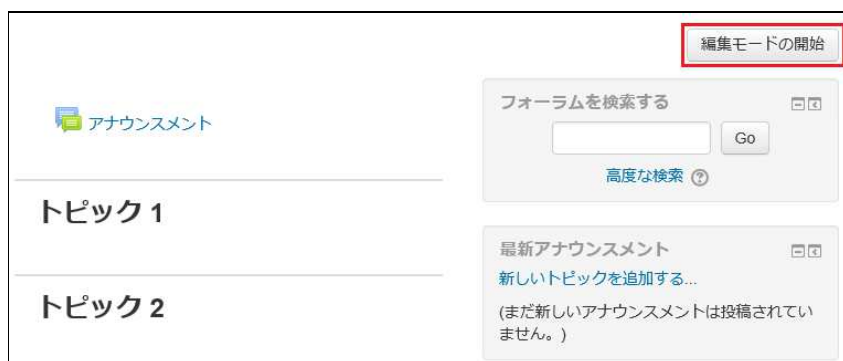 編集モードの開始
アナウンスメント
トピック 1
トピック 2
フォーラムを検索する
Go
高度な検索 ?
最新アナウンスメント
新しいトピックを追加する...
(まだ新しいアナウンスメントは投稿されてい
ません。)